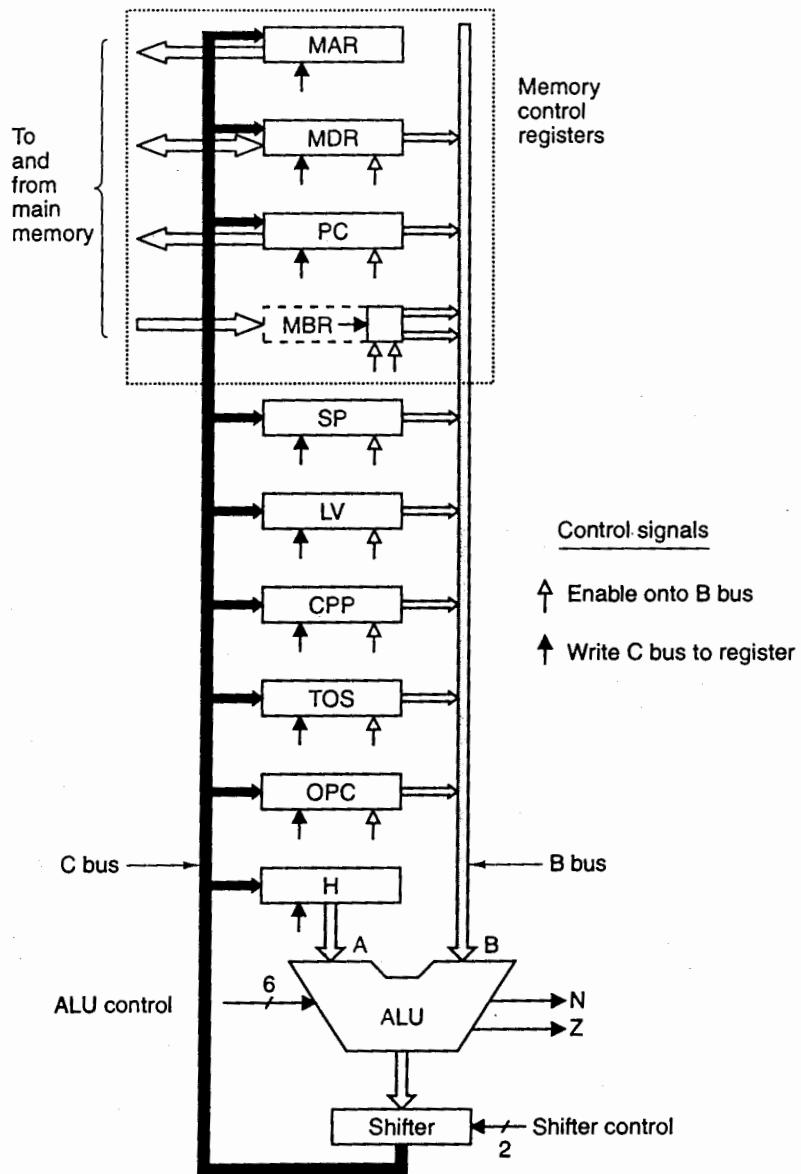 MAR
Memory
control
registers
To
and
from
main
memory
MDR
PC
MBR
SP
LV
Control signals
CPP
Enable onto B bus
Write C bus to register
TOS
OPC
C bus
B bus
H
A
B
6
ALU control
ALU
N
Z
Shifter
Shifter control
2